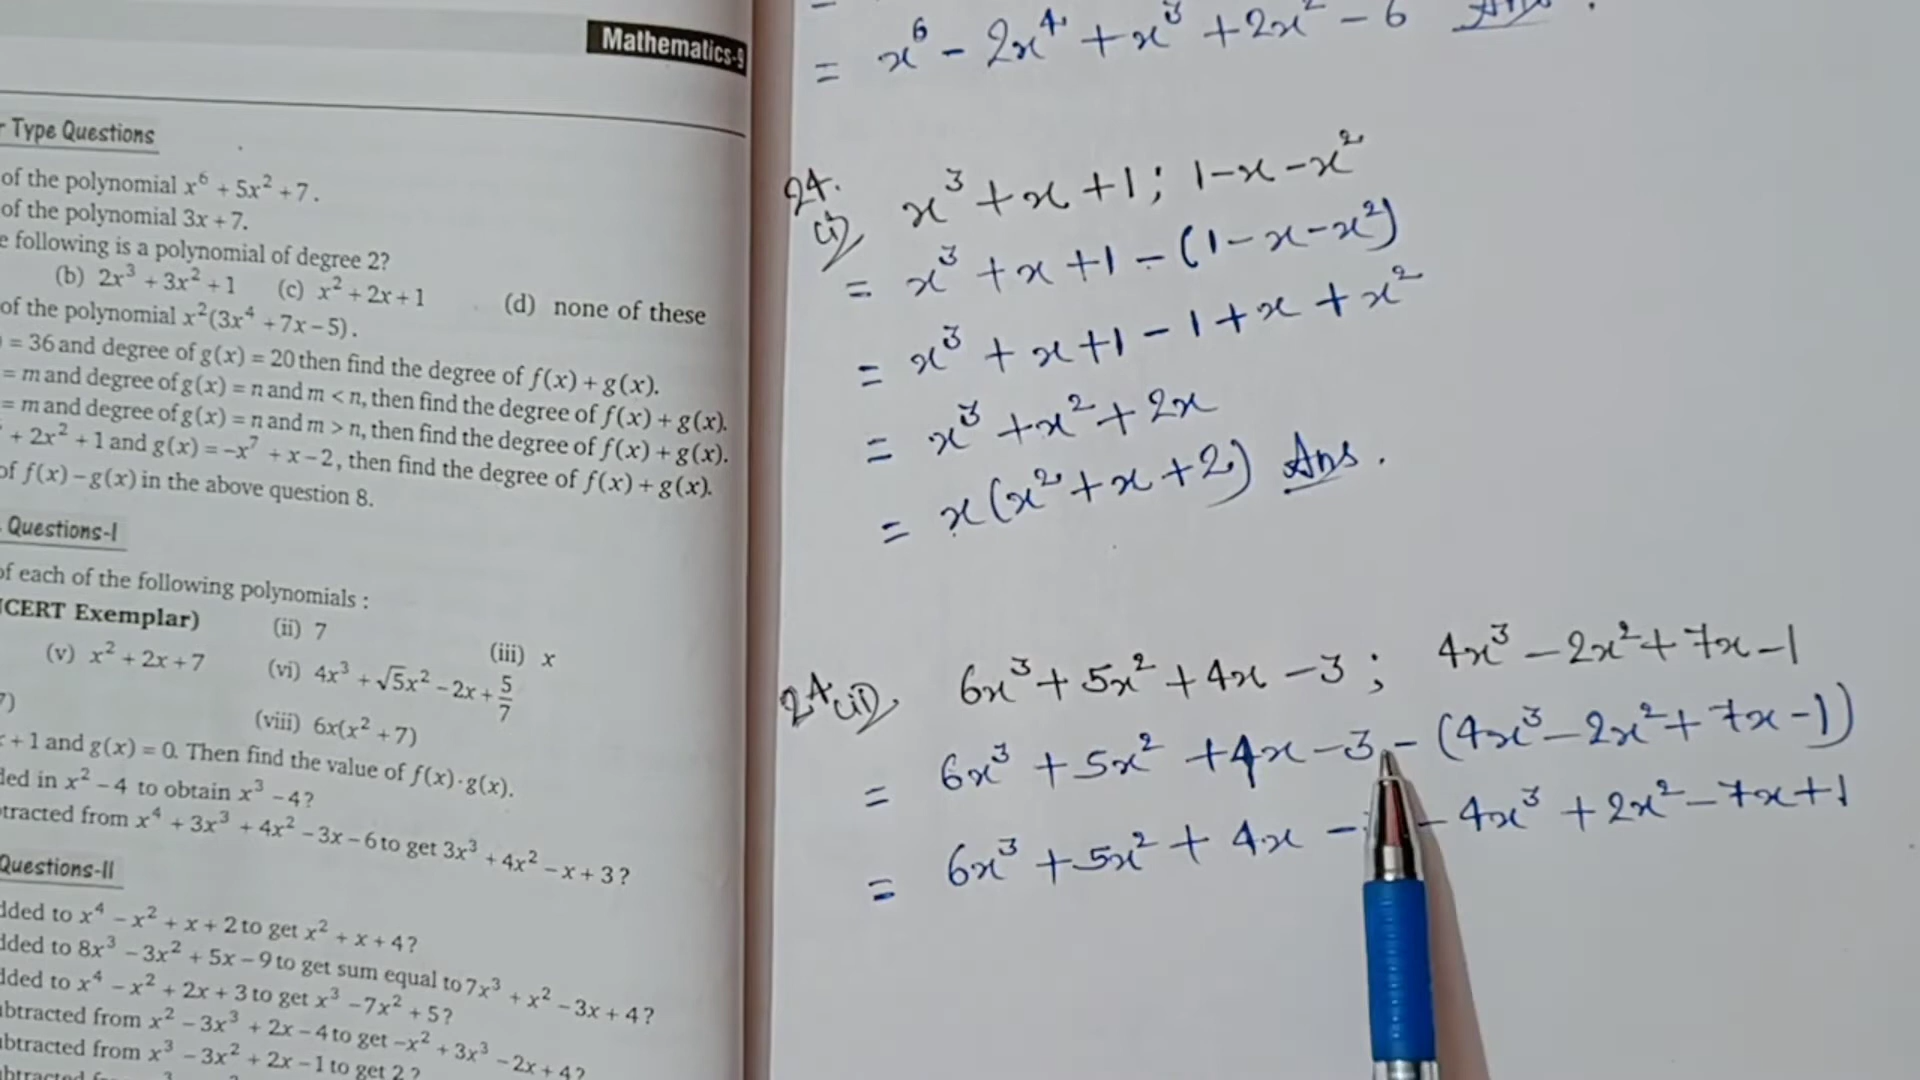 Mathematics-9
r Type Questions
of the polynomial x⁶ + 5x² + 7.
of the polynomial 3x + 7.
e following is a polynomial of degree 2?
(b) 2x³ + 3x² + 1 (c) x² + 2x + 1 (d) none of these
of the polynomial x²(3x⁴ + 7x – 5).
) = 36 and degree of g(x) = 20 then find the degree of f(x) + g(x).
= m and degree of g(x) = n and m < n, then find the degree of f(x) + g(x).
= m and degree of g(x) = n and m > n, then find the degree of f(x) + g(x).
+ 2x² + 1 and g(x) = –x⁷ + x – 2, then find the degree of f(x) + g(x).
of f(x) – g(x) in the above question 8.
Questions-I
of each of the following polynomials :
(NCERT Exemplar) (ii) 7 (iii) x
(v) x² + 2x + 7 (vi) 4x³ + √5x² – 2x + 5/7
7) (viii) 6x(x² + 7)
x + 1 and g(x) = 0. Then find the value of f(x)·g(x).
ded in x² – 4 to obtain x³ – 4?
tracted from x⁴ + 3x³ + 4x² – 3x – 6 to get 3x³ + 4x² – x + 3?
Questions-II
dded to x⁴ – x² + x + 2 to get x² + x + 4?
dded to 8x³ – 3x² + 5x – 9 to get sum equal to 7x³ + x² – 3x + 4?
dded to x⁴ – x² + 2x + 3 to get x³ – 7x² + 5?
ubtracted from x² – 3x³ + 2x – 4 to get –x² + 3x³ – 2x + 4?
ubtracted from x³ – 3x² + 2x – 1 to get 2?
= x⁶ – 2x⁴ + x³ + 2x² – 6 Ans.
24.
(i) x³ + x + 1 ; 1 – x – x²
= x³ + x + 1 – (1 – x – x²)
= x³ + x + 1 – 1 + x + x²
= x³ + x² + 2x
= x(x² + x + 2) Ans.
24(ii) 6x³ + 5x² + 4x – 3 ; 4x³ – 2x² + 7x – 1
= 6x³ + 5x² + 4x – 3 – (4x³ – 2x² + 7x – 1)
= 6x³ + 5x² + 4x – – 4x³ + 2x² – 7x + 1